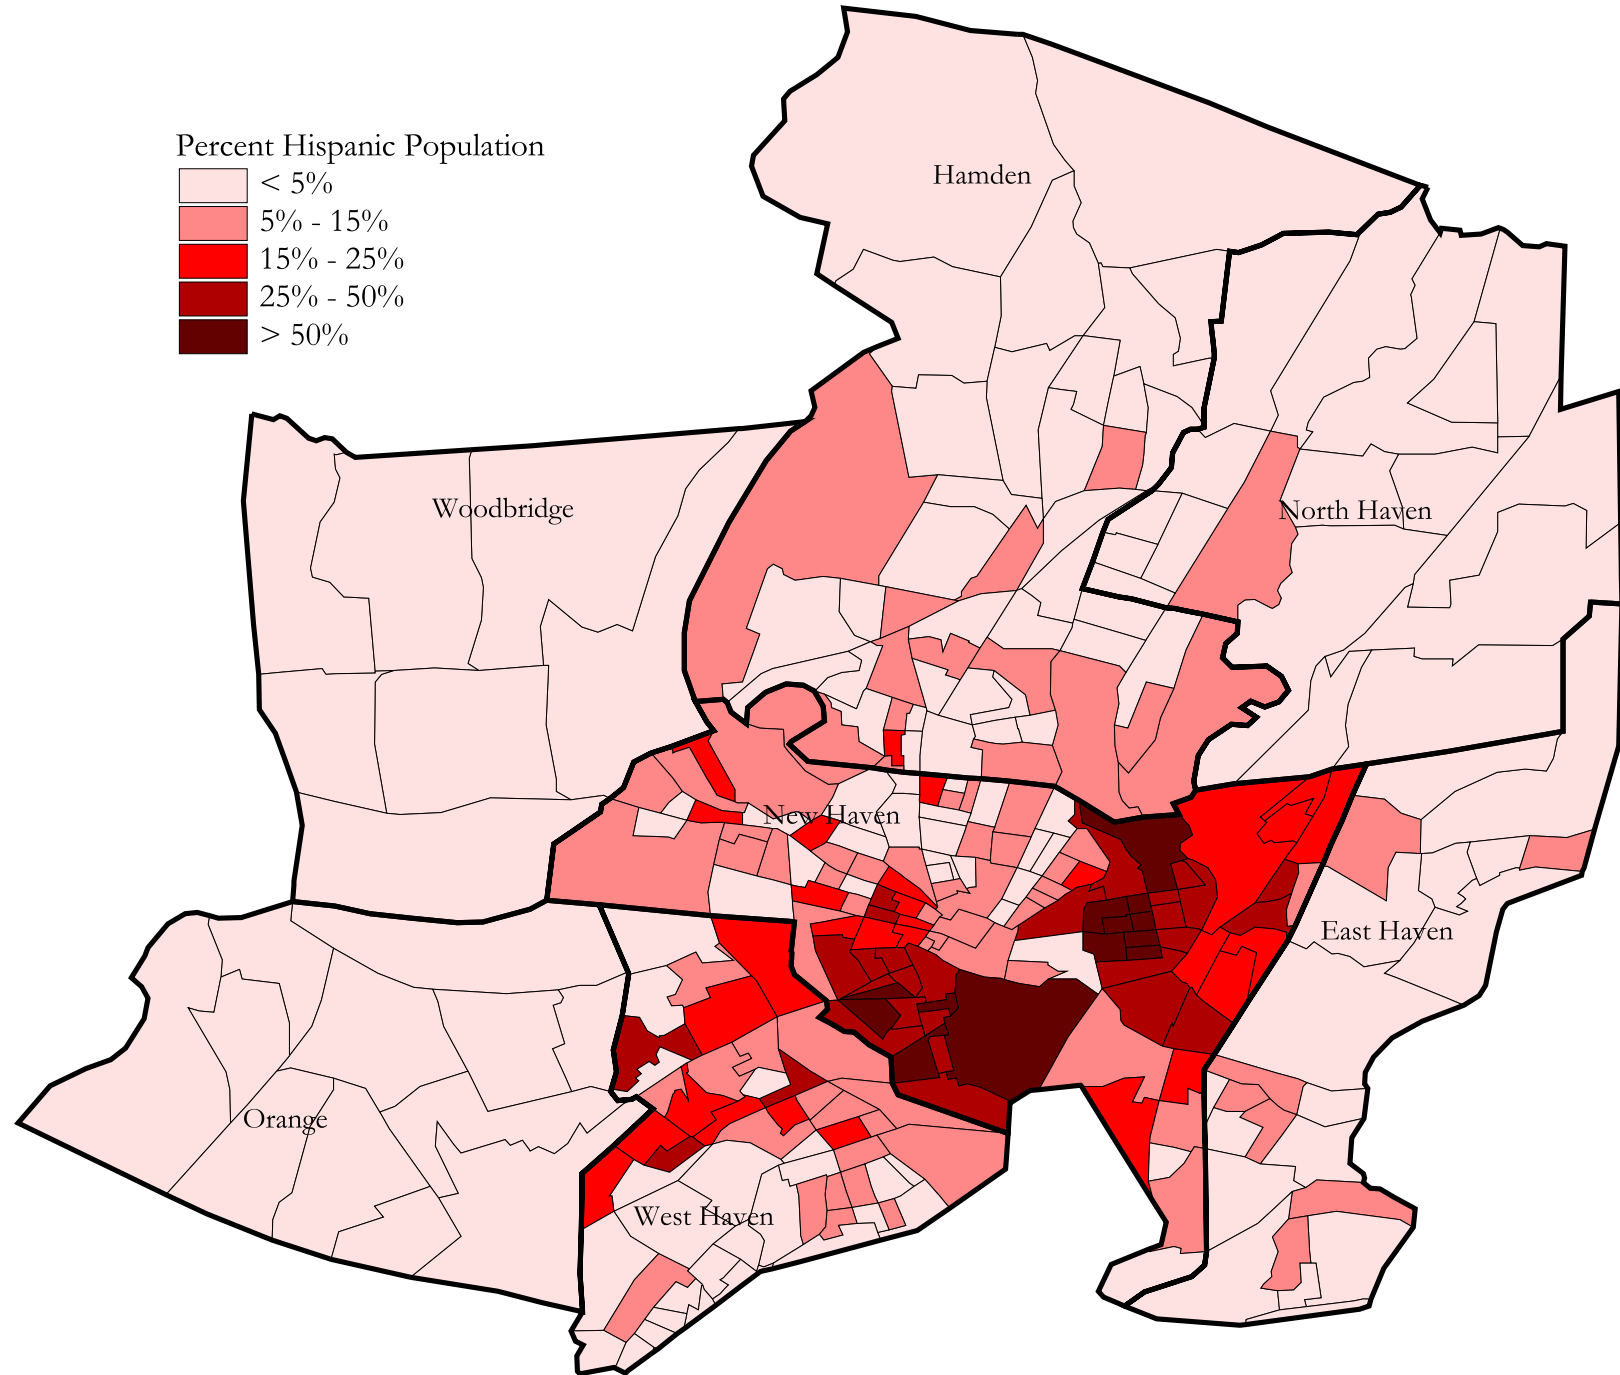 Percent Hispanic Population
< 5%
5% - 15%
15% - 25%
25% - 50%
> 50%
Hamden
Woodbridge
North Haven
New Haven
East Haven
Orange
West Haven